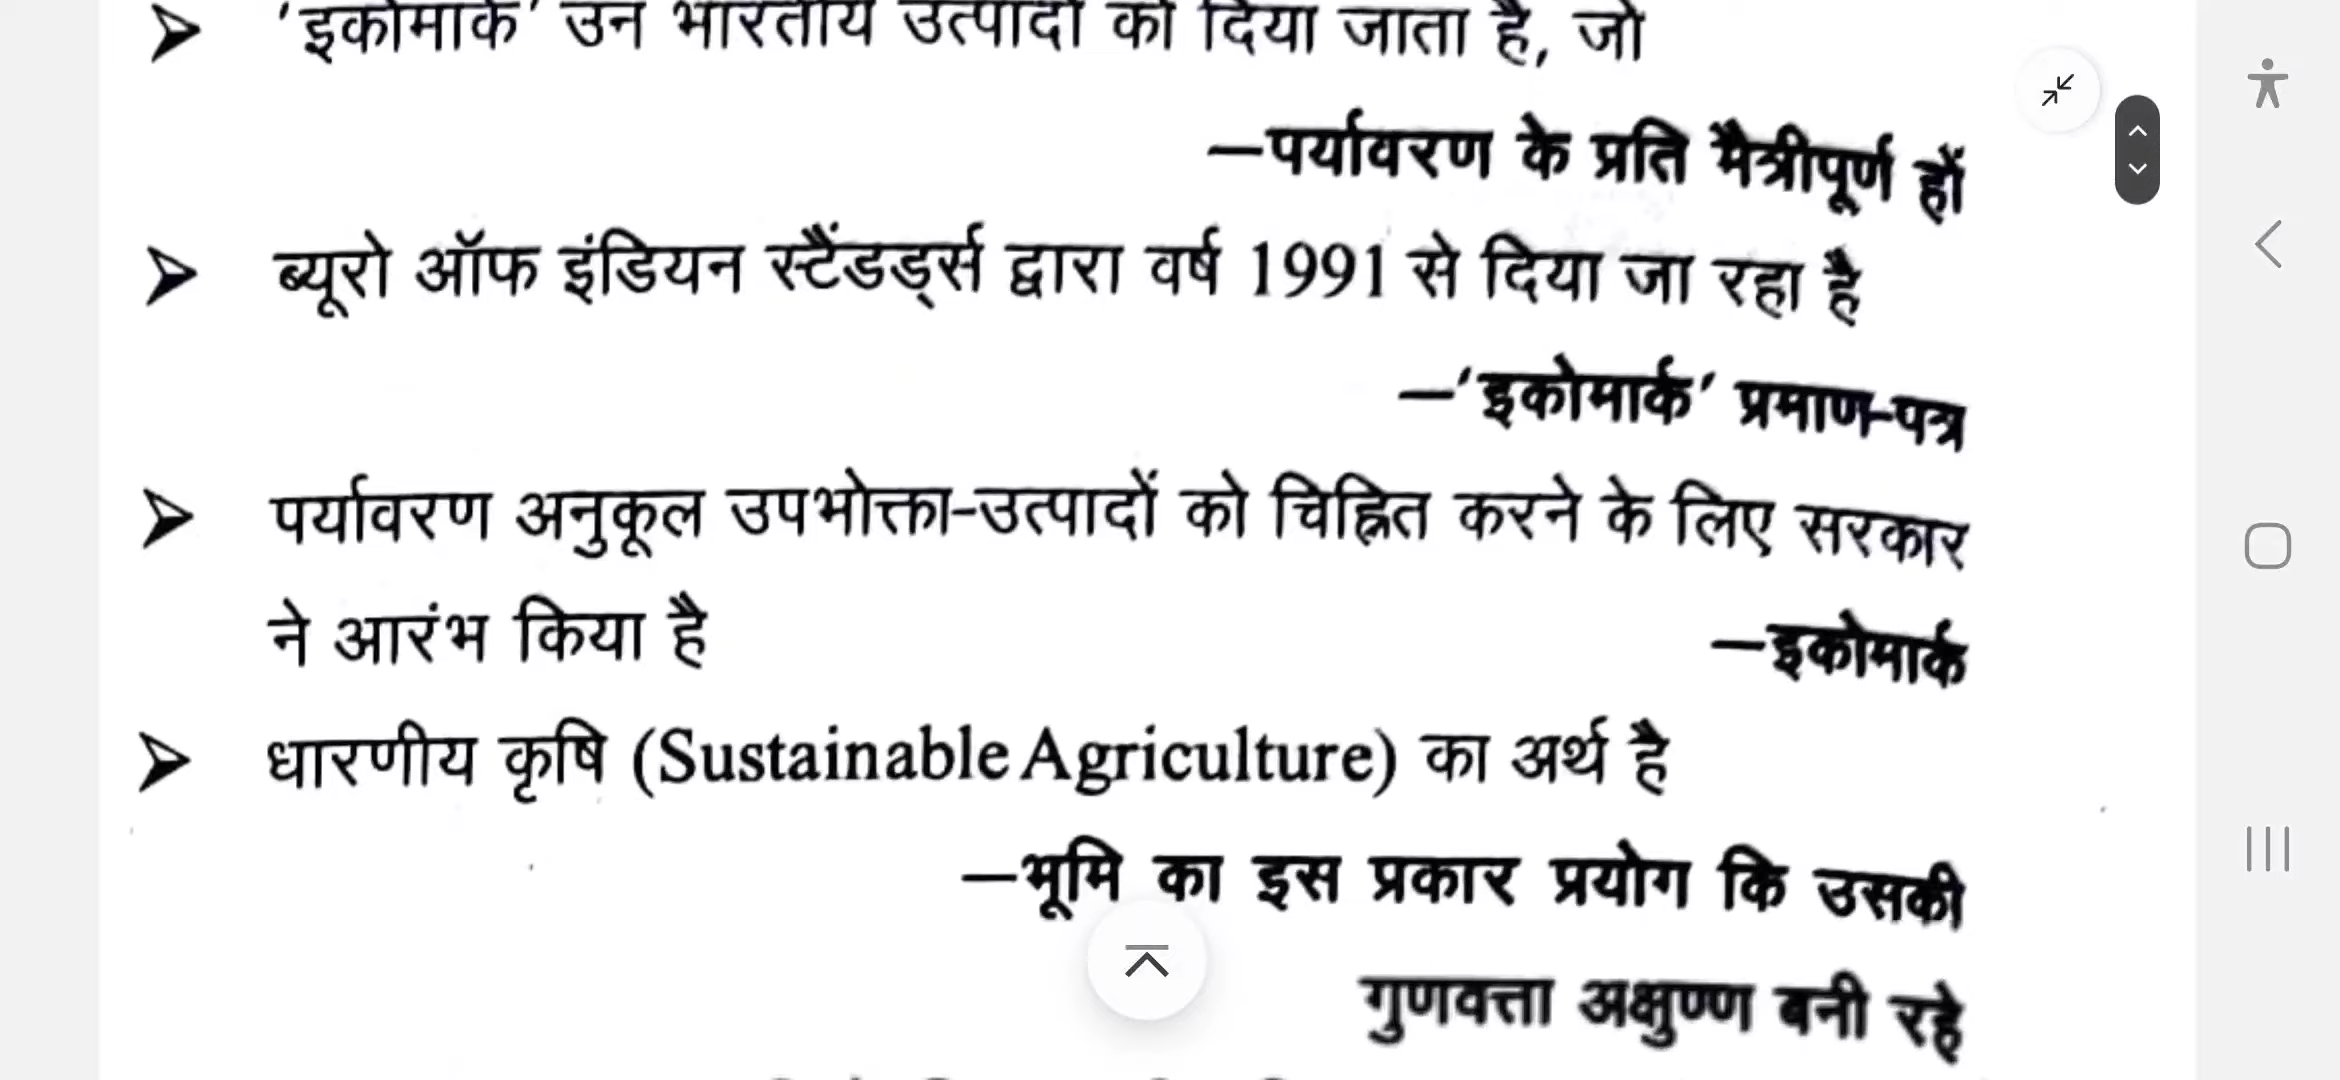 ➤ 'इकोमार्क' उन भारतीय उत्पादों को दिया जाता है, जो
—पर्यावरण के प्रति मैत्रीपूर्ण हों
➤ ब्यूरो ऑफ इंडियन स्टैंडर्ड्स द्वारा वर्ष 1991 से दिया जा रहा है
—'इकोमार्क' प्रमाण-पत्र
➤ पर्यावरण अनुकूल उपभोक्ता-उत्पादों को चिह्नित करने के लिए सरकार
ने आरंभ किया है —इकोमार्क
➤ धारणीय कृषि (Sustainable Agriculture) का अर्थ है
—भूमि का इस प्रकार प्रयोग कि उसकी
गुणवत्ता अक्षुण्ण बनी रहे